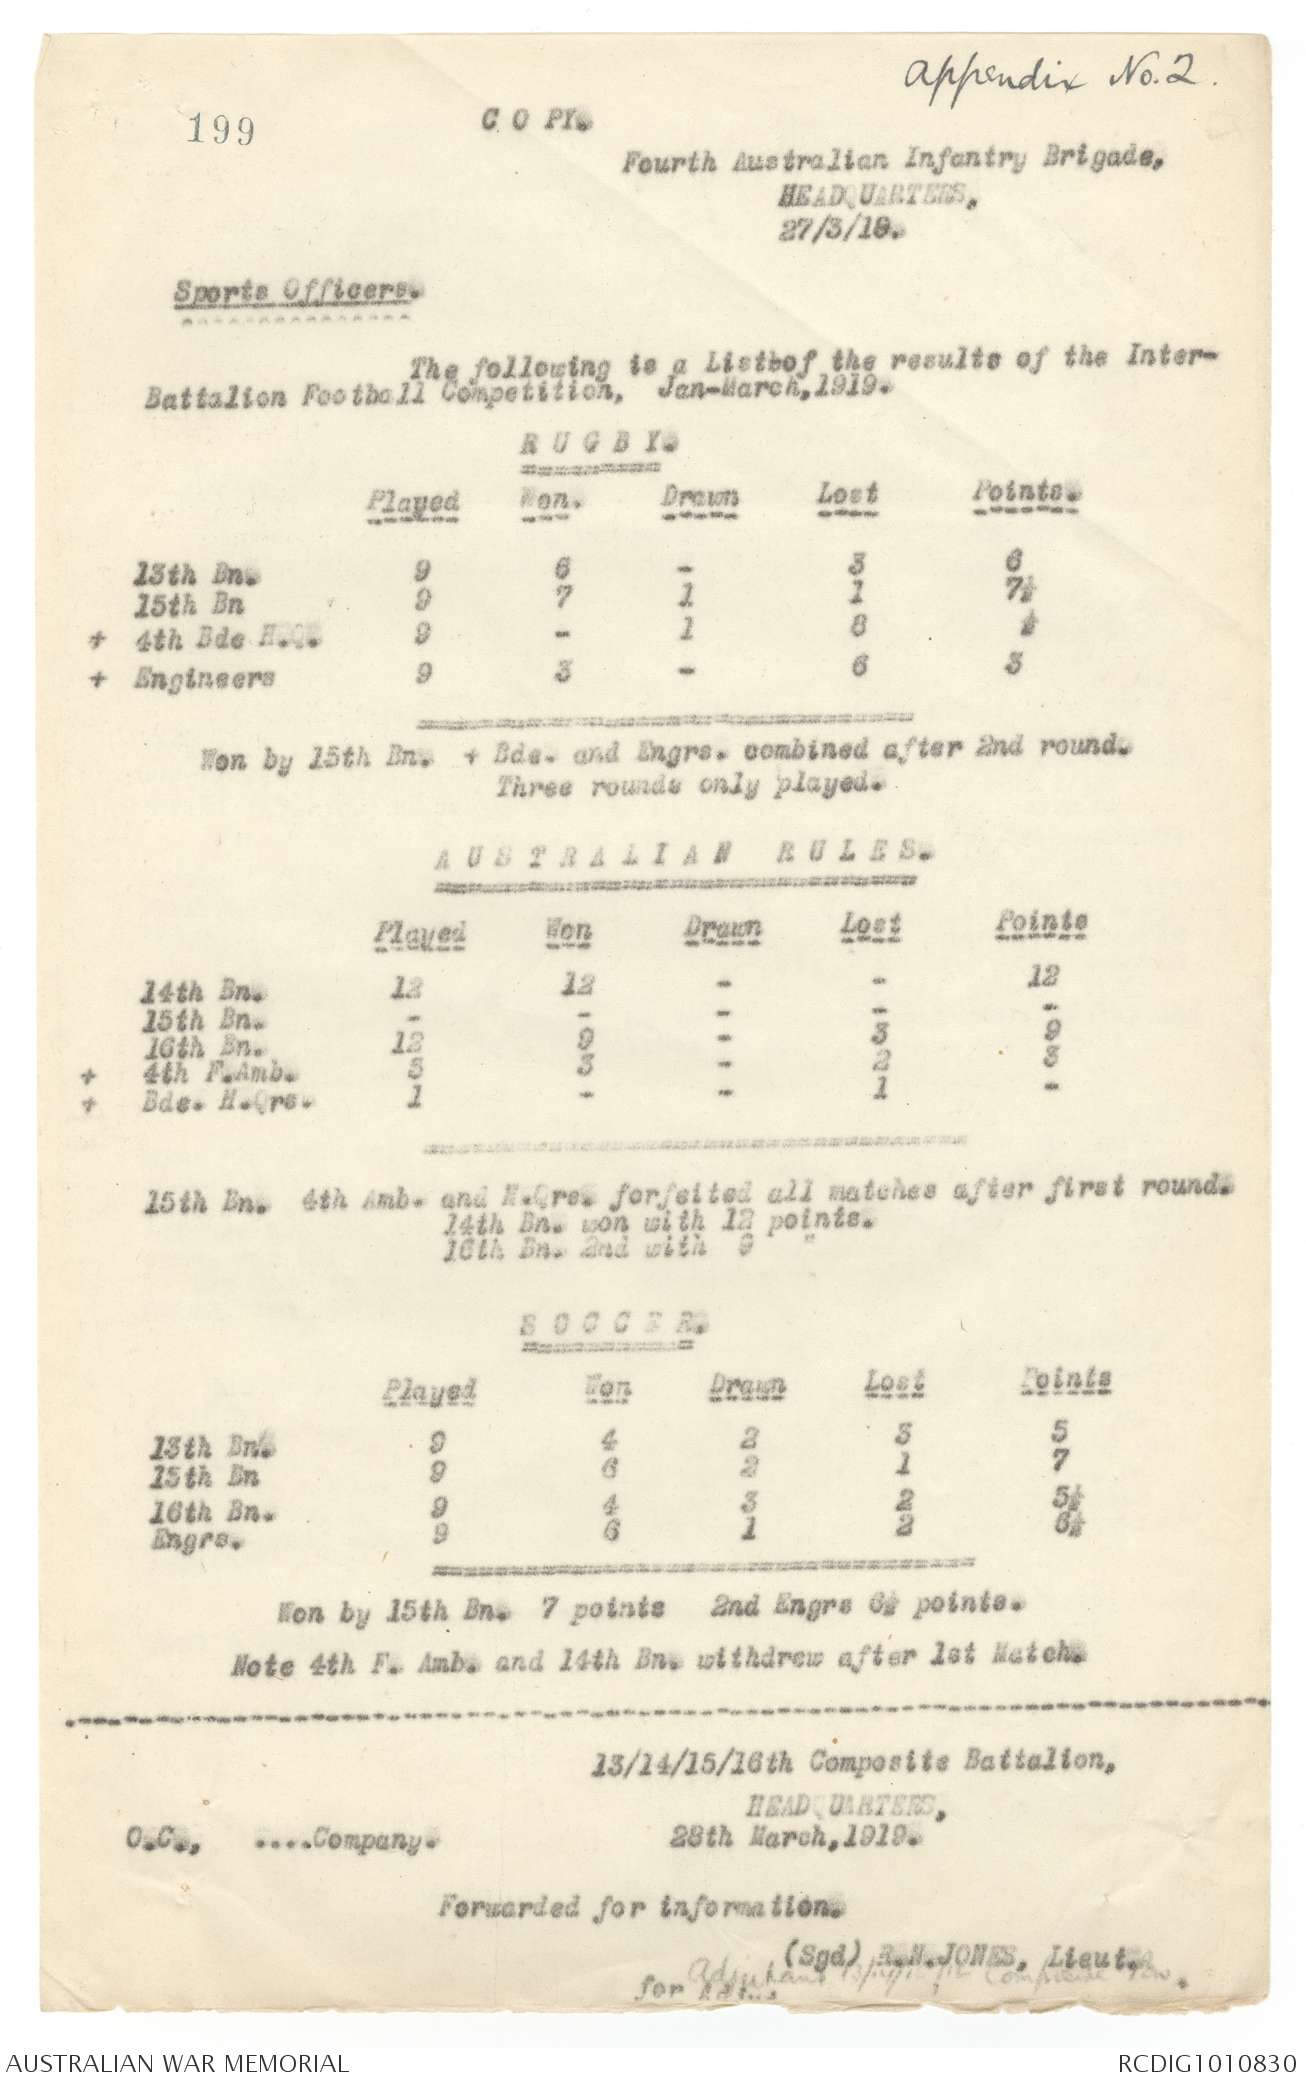 Appendix No. 2.
199
C O PY.
Fourth Australian Infantry Brigade,
HEADQUARTERS,
27/3/19.
Sports Officers.
The following is a Listbof the results of the Inter-
Battalion Football Competition, Jan-March, 1919.
R U G B Y.
Played Won. Drawn Lost Points.
13th Bn. 9 6 - 3 6
15th Bn 9 7 1 1 7½
+ 4th Bde H.Q. 9 - 1 8 ½
+ Engineers 9 3 - 6 3
Won by 15th Bn. + Bde. and Engrs. combined after 2nd round.
Three rounds only played.
A U S T R A L I A N R U L E S.
Played Won Drawn Lost Points
14th Bn. 12 12 - - 12
15th Bn. - - - - -
16th Bn. 12 9 - 3 9
+ 4th F.Amb. 5 3 - 2 3
+ Bde. H.Qrs. 1 - - 1 -
15th Bn. 4th Amb. and H.Qrs. forfeited all matches after first round.
14th Bn. won with 12 points.
16th Bn. 2nd with 9 "
S O C C E R.
Played Won Drawn Lost Points
13th Bn. 9 4 2 3 5
15th Bn 9 6 2 1 7
16th Bn. 9 4 3 2 5½
Engrs. 9 6 1 2 6½
Won by 15th Bn. 7 points 2nd Engrs 6½ points.
Note 4th F. Amb. and 14th Bn. withdrew after 1st Match.
13/14/15/16th Composite Battalion,
HEADQUARTERS,
O.C., ....Company. 28th March, 1919.
Forwarded for information.
(Sgd) R.N.JONES, Lieut.
for Adjutant 13/14/15/16 Composite Bn.
AUSTRALIAN WAR MEMORIAL RCDIG1010830